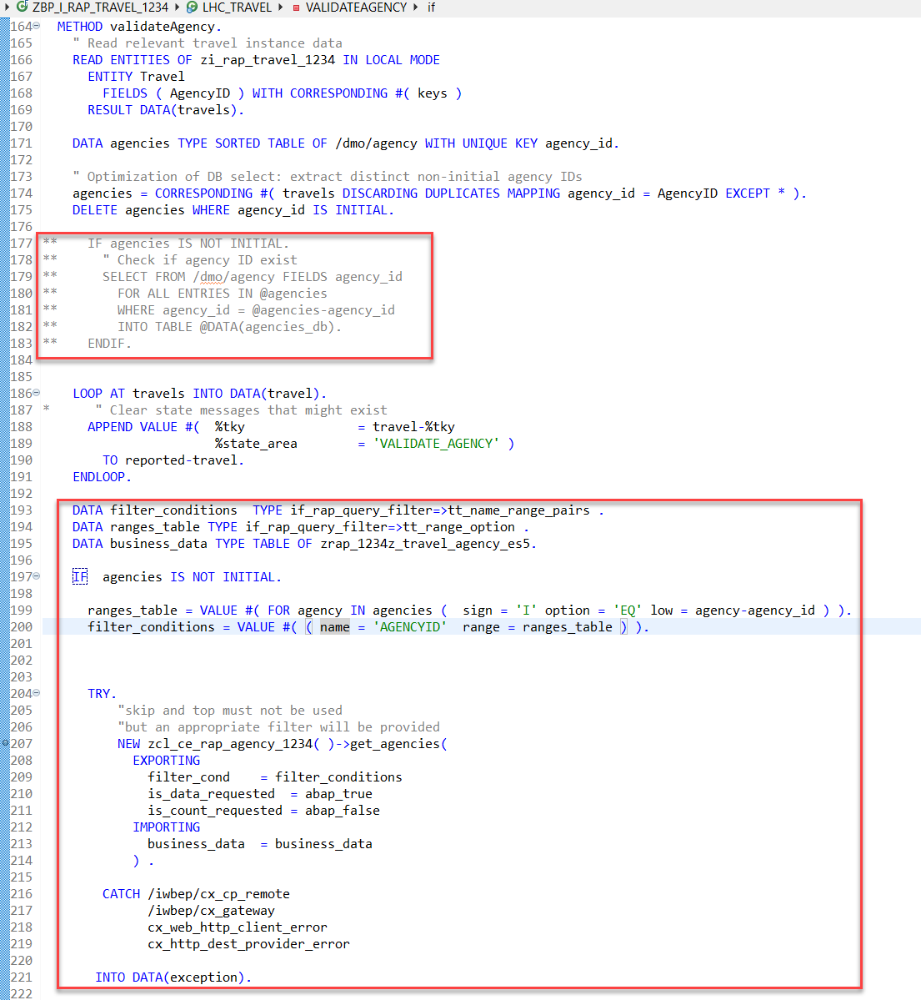 ZBP_I_RAP_TRAVEL_1234 LHC_TRAVEL VALIDATEAGENCY if
164 METHOD validateAgency.
165 " Read relevant travel instance data
166 READ ENTITIES OF zi_rap_travel_1234 IN LOCAL MODE
167 ENTITY Travel
168 FIELDS ( AgencyID ) WITH CORRESPONDING #( keys )
169 RESULT DATA(travels).
170
171 DATA agencies TYPE SORTED TABLE OF /dmo/agency WITH UNIQUE KEY agency_id.
172
173 " Optimization of DB select: extract distinct non-initial agency IDs
174 agencies = CORRESPONDING #( travels DISCARDING DUPLICATES MAPPING agency_id = AgencyID EXCEPT * ).
175 DELETE agencies WHERE agency_id IS INITIAL.
176
177 ** IF agencies IS NOT INITIAL.
178 ** " Check if agency ID exist
179 ** SELECT FROM /dmo/agency FIELDS agency_id
180 ** FOR ALL ENTRIES IN @agencies
181 ** WHERE agency_id = @agencies-agency_id
182 ** INTO TABLE @DATA(agencies_db).
183 ** ENDIF.
184
185
186 LOOP AT travels INTO DATA(travel).
187 * " Clear state messages that might exist
188 APPEND VALUE #( %tky = travel-%tky
189 %state_area = 'VALIDATE_AGENCY' )
190 TO reported-travel.
191 ENDLOOP.
192
193 DATA filter_conditions TYPE if_rap_query_filter=>tt_name_range_pairs .
194 DATA ranges_table TYPE if_rap_query_filter=>tt_range_option .
195 DATA business_data TYPE TABLE OF zrap_1234z_travel_agency_es5.
196
197 IF agencies IS NOT INITIAL.
198
199 ranges_table = VALUE #( FOR agency IN agencies ( sign = 'I' option = 'EQ' low = agency-agency_id ) ).
200 filter_conditions = VALUE #( ( name = 'AGENCYID' range = ranges_table ) ).
201
202
203
204 TRY.
205 "skip and top must not be used
206 "but an appropriate filter will be provided
207 NEW zcl_ce_rap_agency_1234( )->get_agencies(
208 EXPORTING
209 filter_cond = filter_conditions
210 is_data_requested = abap_true
211 is_count_requested = abap_false
212 IMPORTING
213 business_data = business_data
214 ) .
215
216 CATCH /iwbep/cx_cp_remote
217 /iwbep/cx_gateway
218 cx_web_http_client_error
219 cx_http_dest_provider_error
220
221 INTO DATA(exception).
222